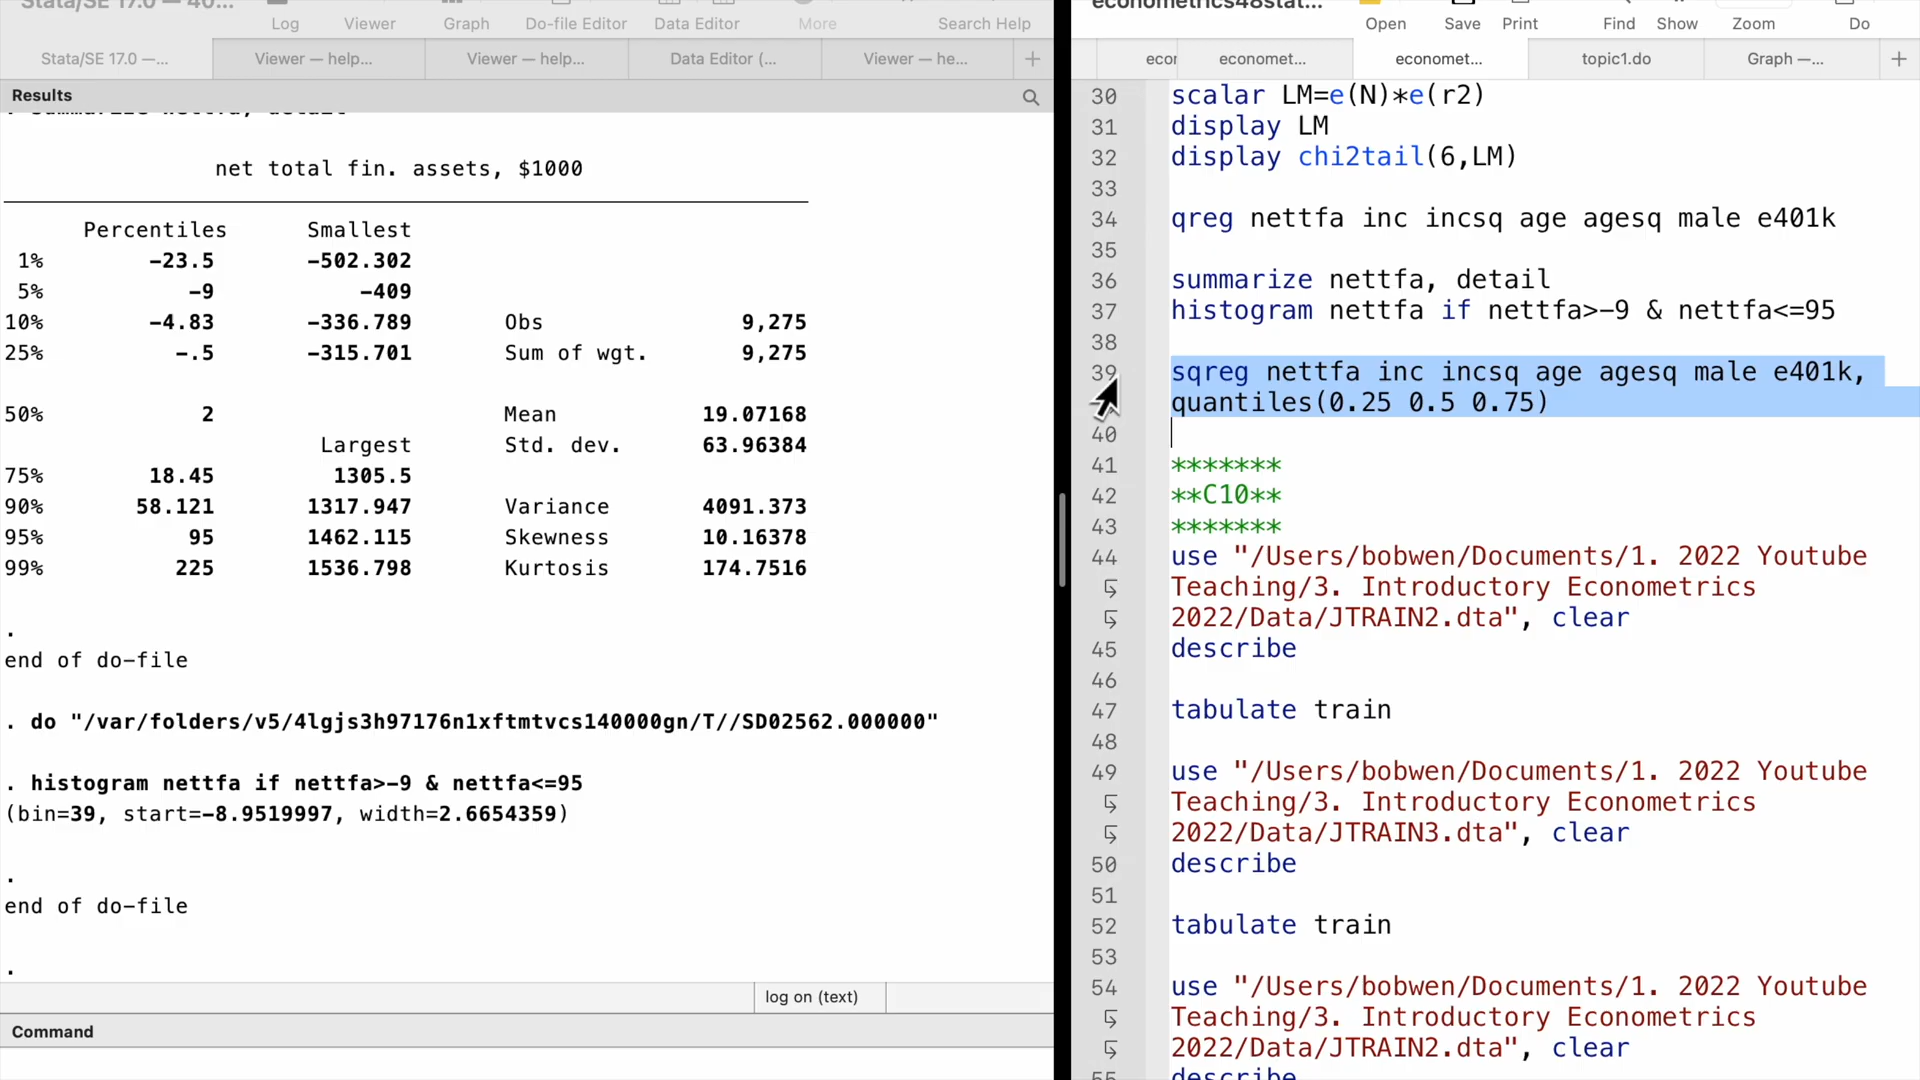 Stata/SE 17.0 — 40...
Log Viewer Graph Do-file Editor Data Editor More Search Help
Stata/SE 17.0 —... Viewer — help... Viewer — help... Data Editor (... Viewer — he... +
Results
. summarize nettfa, detail
net total fin. assets, $1000
Percentiles Smallest
1% -23.5 -502.302
5% -9 -409
10% -4.83 -336.789 Obs 9,275
25% -.5 -315.701 Sum of wgt. 9,275
50% 2 Mean 19.07168
Largest Std. dev. 63.96384
75% 18.45 1305.5
90% 58.121 1317.947 Variance 4091.373
95% 95 1462.115 Skewness 10.16378
99% 225 1536.798 Kurtosis 174.7516
.
end of do-file
. do "/var/folders/v5/4lgjs3h97176n1xftmtvcs140000gn/T//SD02562.000000"
. histogram nettfa if nettfa>-9 & nettfa<=95
(bin=39, start=-8.9519997, width=2.6654359)
.
end of do-file
.
log on (text)
Command
econometrics48stat...
Open Save Print Find Show Zoom Do
econ economet... economet... topic1.do Graph —... +
30 scalar LM=e(N)*e(r2)
31 display LM
32 display chi2tail(6,LM)
33
34 qreg nettfa inc incsq age agesq male e401k
35
36 summarize nettfa, detail
37 histogram nettfa if nettfa>-9 & nettfa<=95
38
39 sqreg nettfa inc incsq age agesq male e401k,
quantiles(0.25 0.5 0.75)
40
41 *******
42 **C10**
43 *******
44 use "/Users/bobwen/Documents/1. 2022 Youtube
Teaching/3. Introductory Econometrics
2022/Data/JTRAIN2.dta", clear
45 describe
46
47 tabulate train
48
49 use "/Users/bobwen/Documents/1. 2022 Youtube
Teaching/3. Introductory Econometrics
2022/Data/JTRAIN3.dta", clear
50 describe
51
52 tabulate train
53
54 use "/Users/bobwen/Documents/1. 2022 Youtube
Teaching/3. Introductory Econometrics
2022/Data/JTRAIN2.dta", clear
55 describe